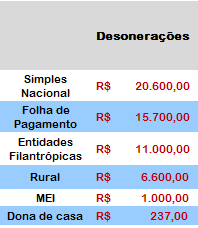 Desonerações
Simples
Nacional R$ 20.600,00
Folha de
Pagamento R$ 15.700,00
Entidades
Filantrópicas R$ 11.000,00
Rural R$ 6.600,00
MEI R$ 1.000,00
Dona de casa R$ 237,00